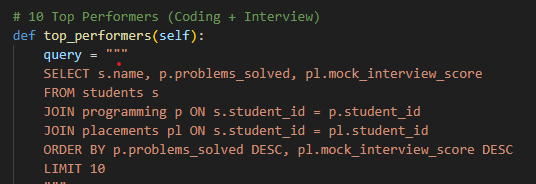 # 10 Top Performers (Coding + Interview)
def top_performers(self):
    query = """
    SELECT s.name, p.problems_solved, pl.mock_interview_score
    FROM students s
    JOIN programming p ON s.student_id = p.student_id
    JOIN placements pl ON s.student_id = pl.student_id
    ORDER BY p.problems_solved DESC, pl.mock_interview_score DESC
    LIMIT 10
    """